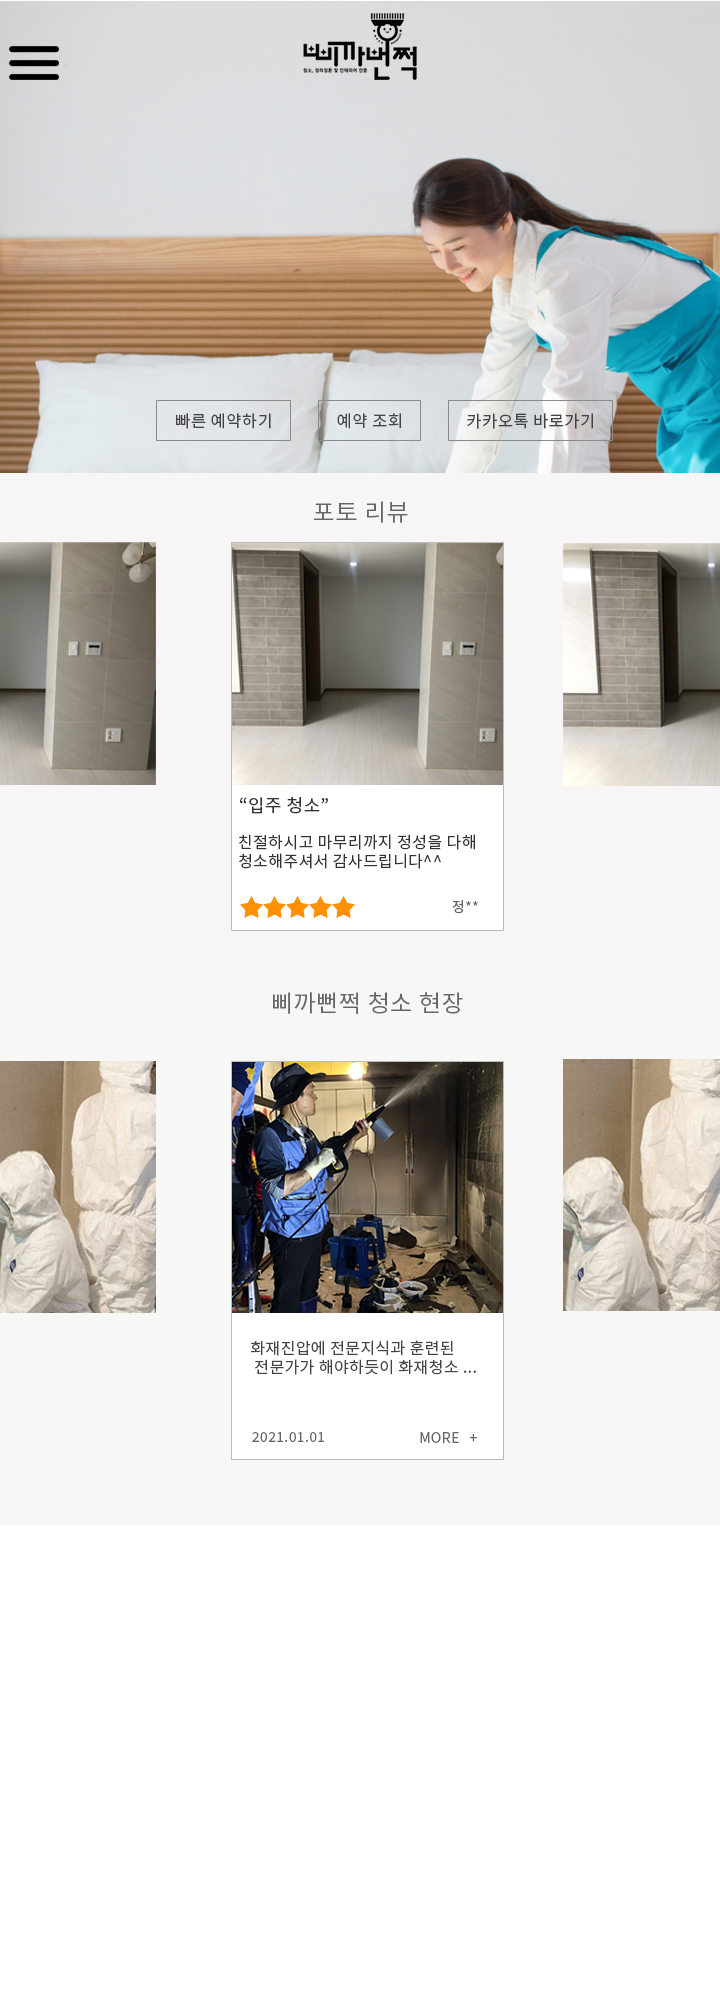 삐까뻔쩍
청소, 정리정돈 및 인테리어 전문
빠른 예약하기
예약 조회
카카오톡 바로가기
포토 리뷰
“입주 청소”
친절하시고 마무리까지 정성을 다해
청소해주셔서 감사드립니다^^
정**
삐까뻔쩍 청소 현장
화재진압에 전문지식과 훈련된
전문가가 해야하듯이 화재청소 ...
2021.01.01
MORE +